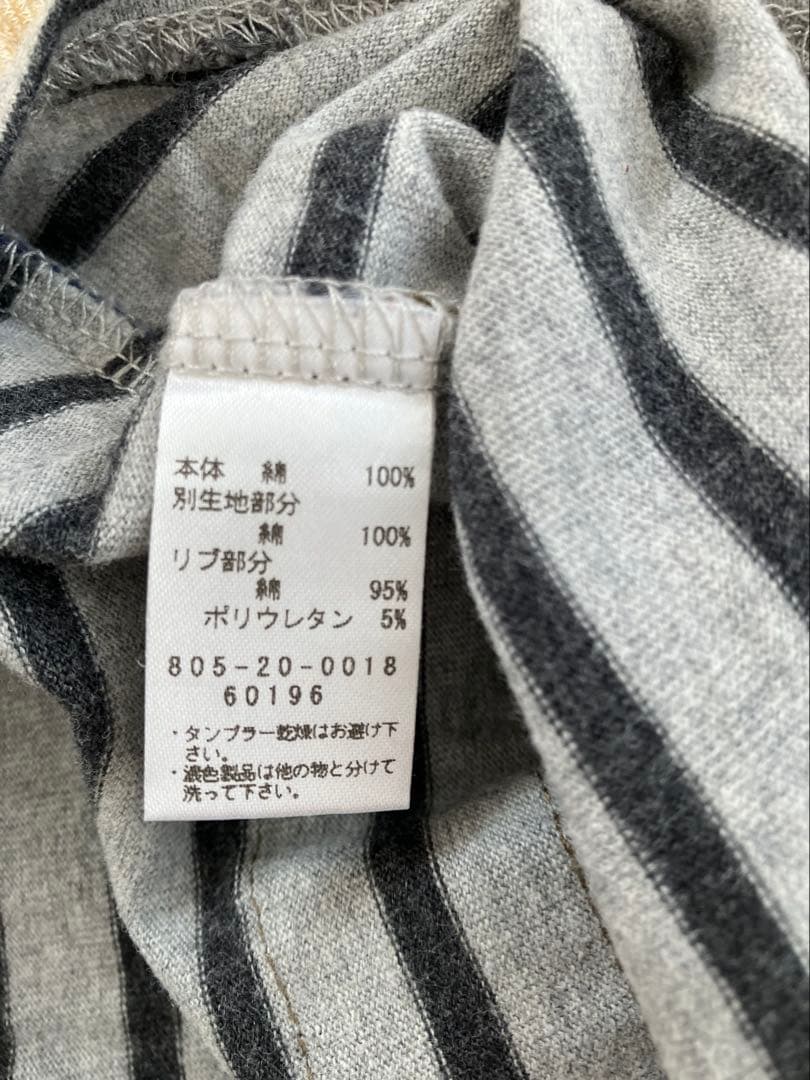 本体 綿 100%
別生地部分
綿 100%
リブ部分
綿 95%
ポリウレタン 5%
805-20-0018
60196
・タンブラー乾燥はお避け下
さい。
・濃色製品は他の物と分けて
洗って下さい。